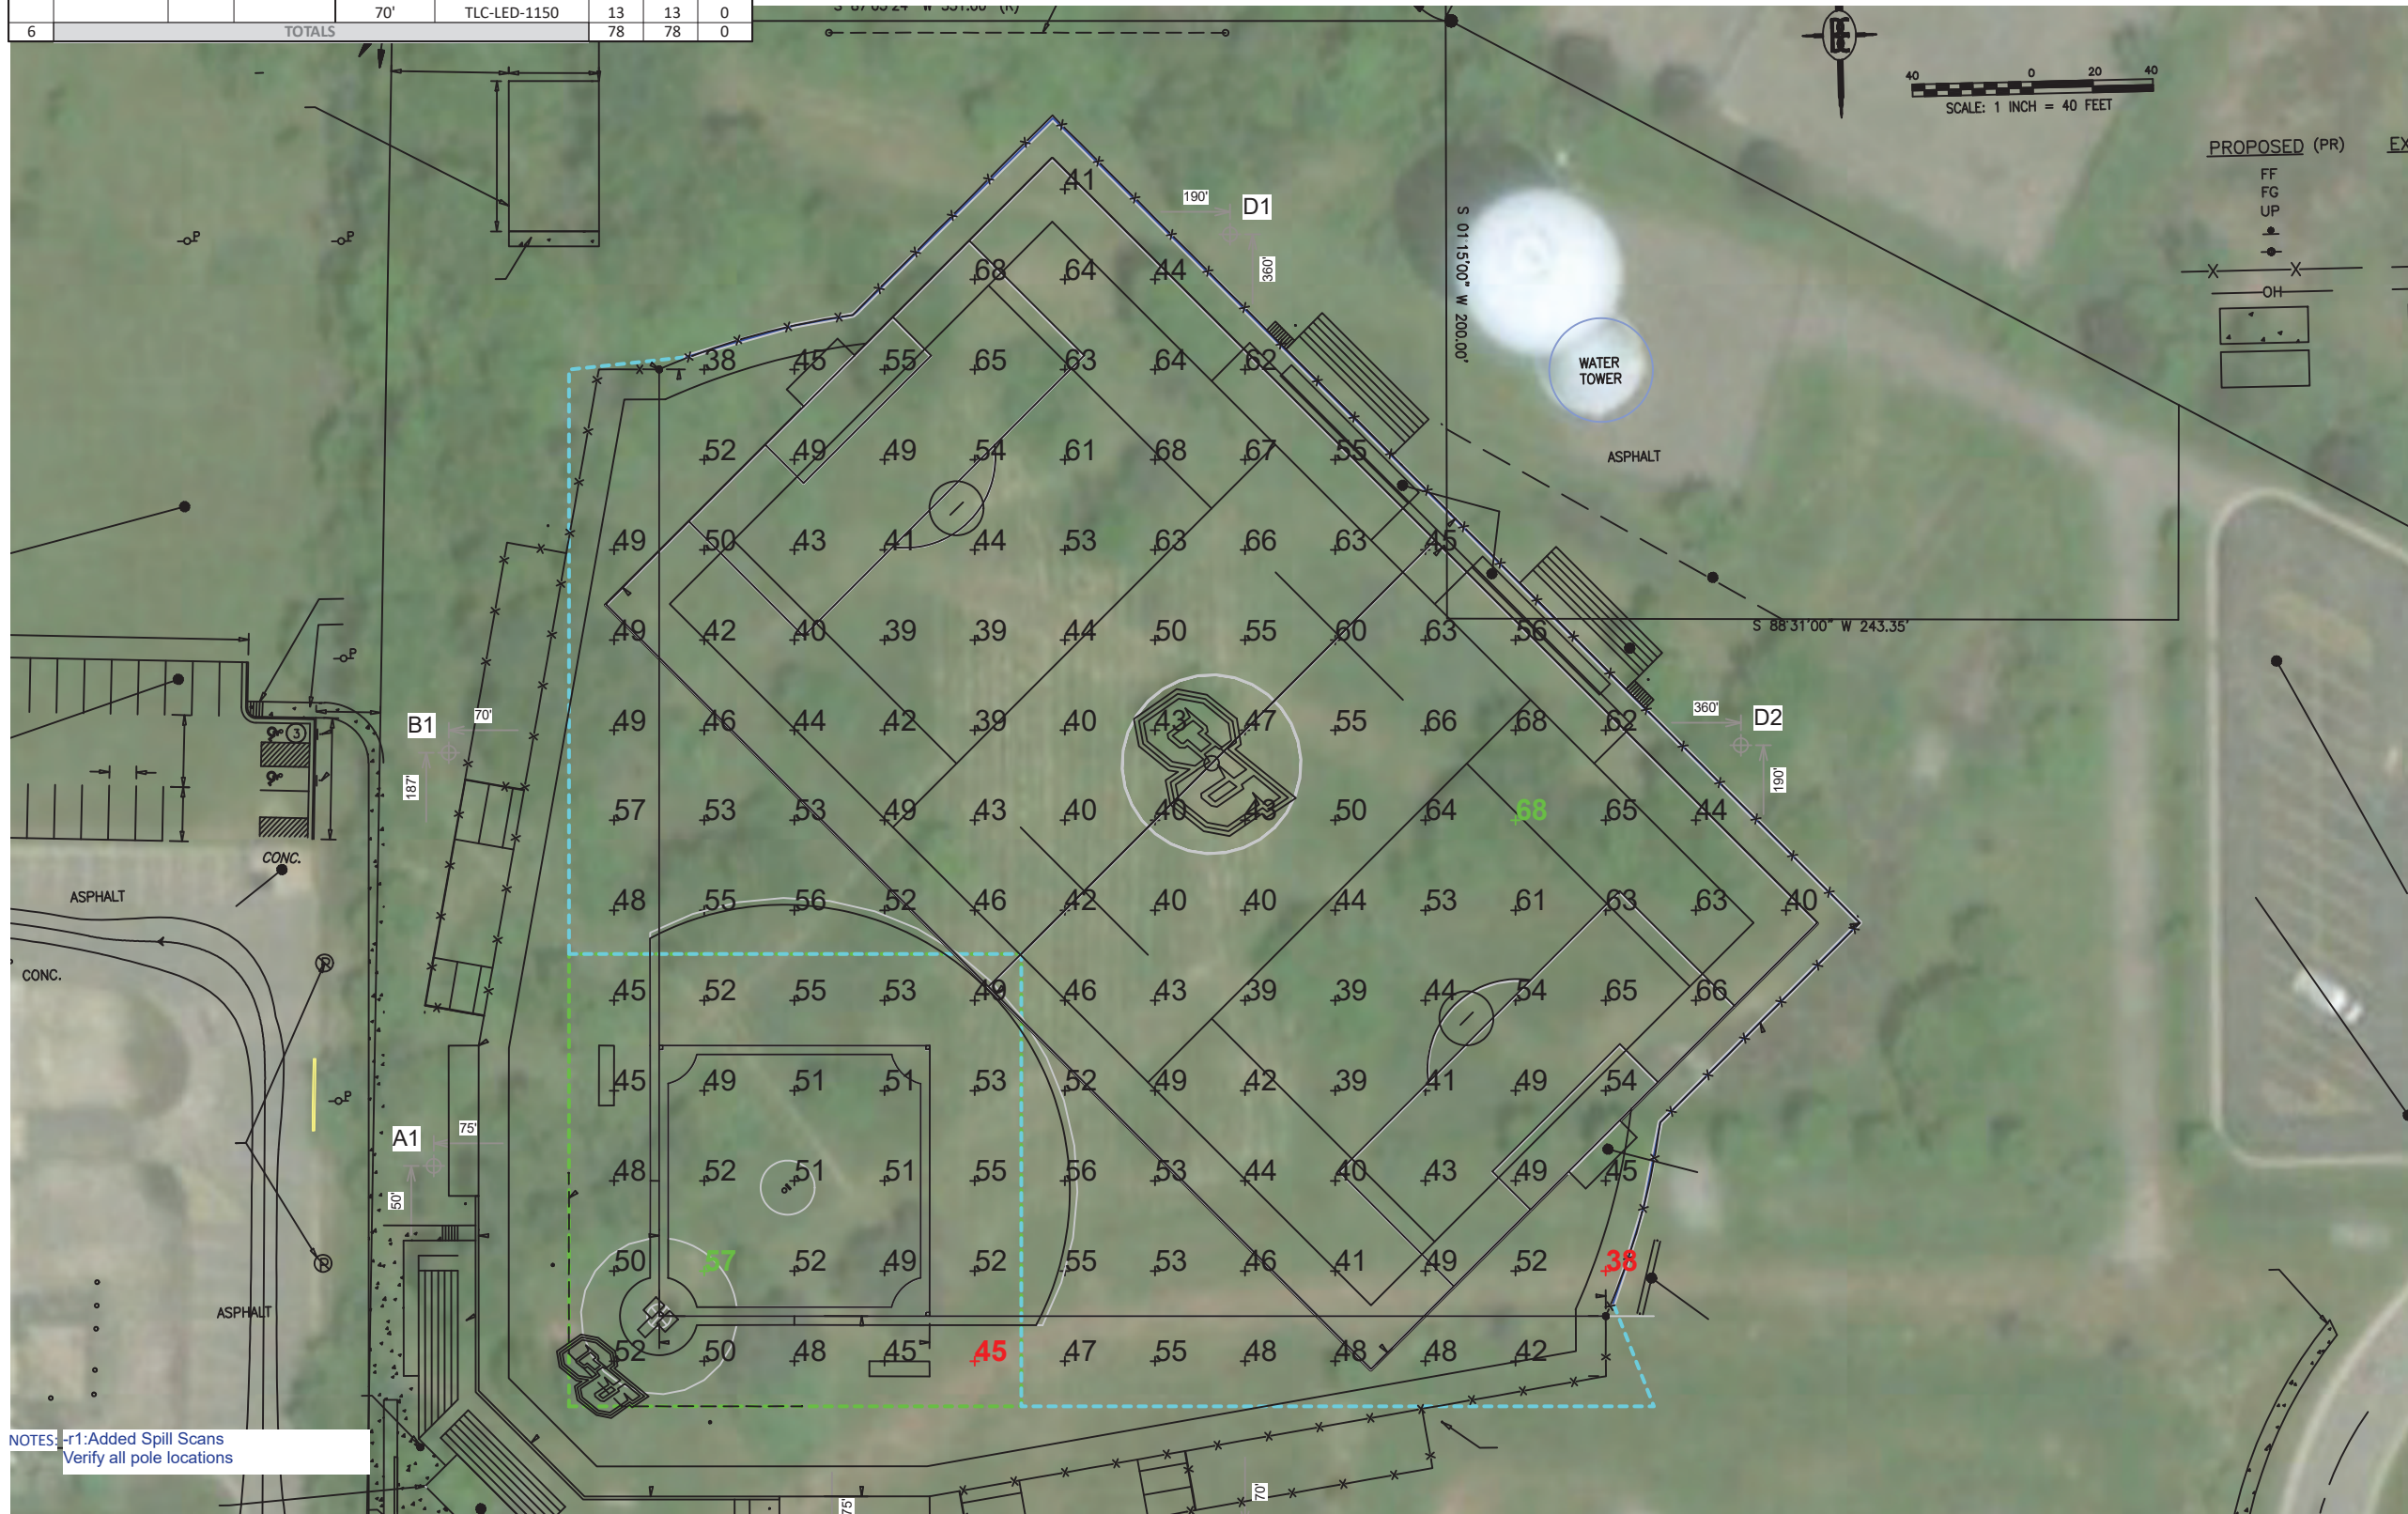 70' TLC-LED-1150 13 13 0
6 TOTALS 78 78 0
40 0 20 40
SCALE: 1 INCH = 40 FEET
PROPOSED (PR) EX
FF
FG
UP
OH
S 01°15'00" W 200.00'
WATER
TOWER
ASPHALT
S 88°31'00" W 243.35'
190' D1
360'
P P
41
68 64 44
38 45 55 65 63 64 62
52 49 49 54 61 68 67 55
49 50 43 41 44 53 63 66 63 45
49 42 40 39 39 44 50 55 60 63 56
P
B1 70'
187'
360' D2
190'
3
49 46 44 42 39 40 43 47 55 66 68 62
57 53 53 49 43 40 40 43 50 64 68 65 44
CONC.
ASPHALT
48 55 56 52 46 42 40 40 44 53 61 63 63 40
CONC.
R
45 52 55 53 49 46 43 39 39 44 54 65 66
P
45 49 51 51 53 52 49 42 39 41 49 54
A1 75'
50'
48 52 51 51 55 56 53 44 40 43 49 45
R
50 57 52 49 52 55 53 46 41 49 52 38
ASPHALT
52 50 48 45 45 47 55 48 48 48 42
NOTES: -r1:Added Spill Scans
Verify all pole locations
75'
70'